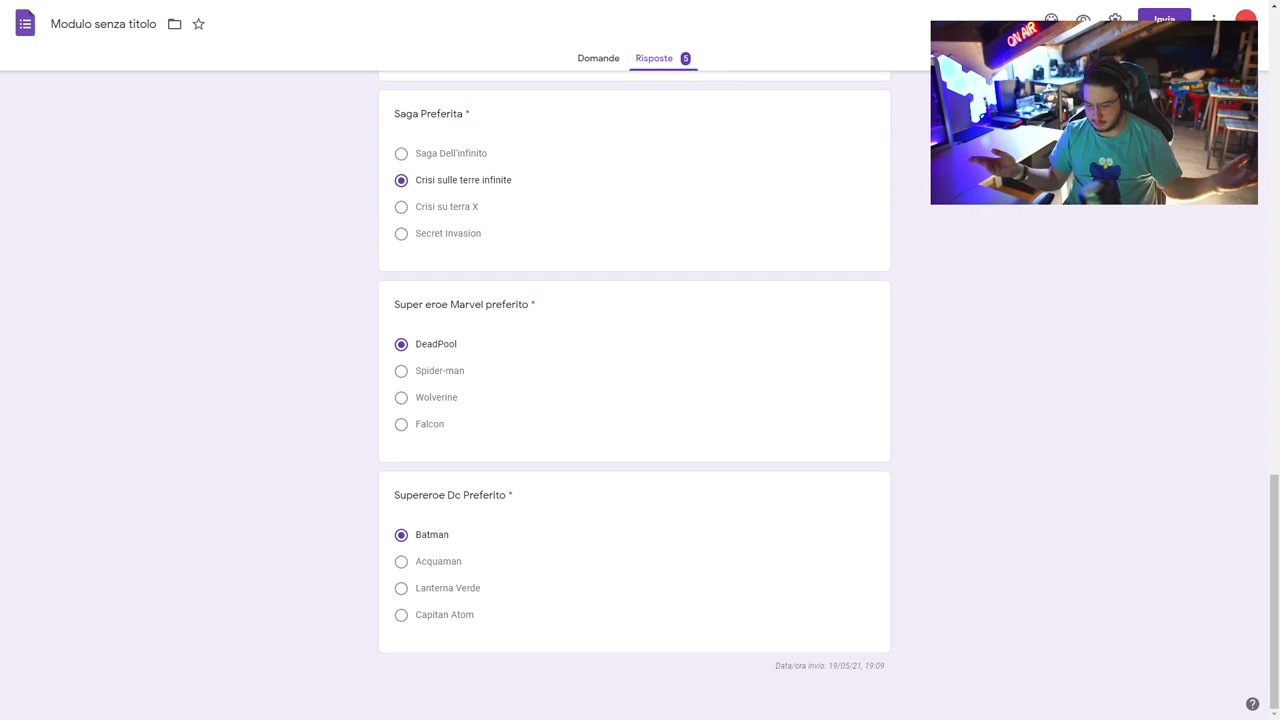 Modulo senza titolo
Invia
Domande
Risposte 5
Saga Preferita *
Saga Dell'infinito
Crisi sulle terre infinite
Crisi su terra X
Secret Invasion
Super eroe Marvel preferito *
DeadPool
Spider-man
Wolverine
Falcon
Supereroe Dc Preferito *
Batman
Acquaman
Lanterna Verde
Capitan Atom
Data/ora invio: 19/05/21, 19:09
ON AIR